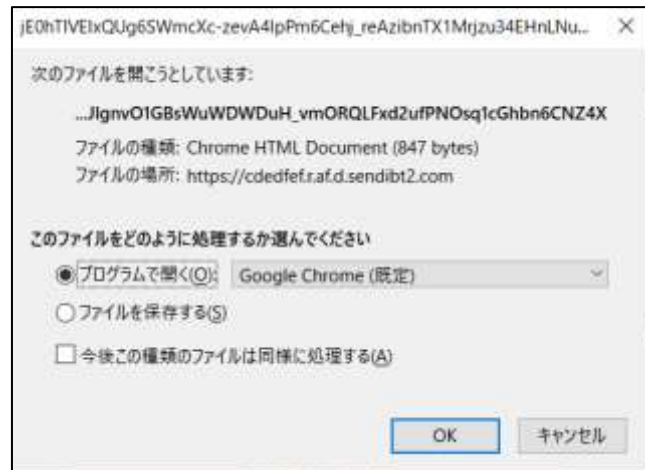 jE0hTlVElxQUg6SWmcXc-zevA4lpPm6Cehj_reAzibnTX1Mrjzu34EHnLNu...
次のファイルを開こうとしています:
...JlgnvO1GBsWuWDWDuH_vmORQLFxd2ufPNOsq1cGhbn6CNZ4X
ファイルの種類: Chrome HTML Document (847 bytes)
ファイルの場所: https://cdedfef.r.af.d.sendibt2.com
このファイルをどのように処理するか選んでください
プログラムで開く(O): Google Chrome (既定)
ファイルを保存する(S)
今後この種類のファイルは同様に処理する(A)
OK キャンセル